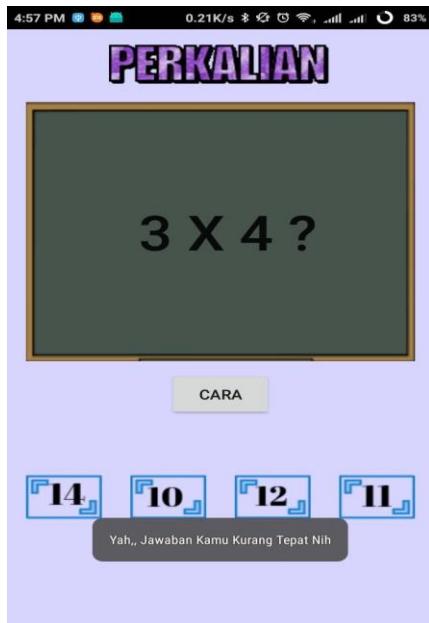 4:57 PM 0.21K/s 83%
PERKALIAN
3 X 4 ?
CARA
14 10 12 11
Yah,, Jawaban Kamu Kurang Tepat Nih